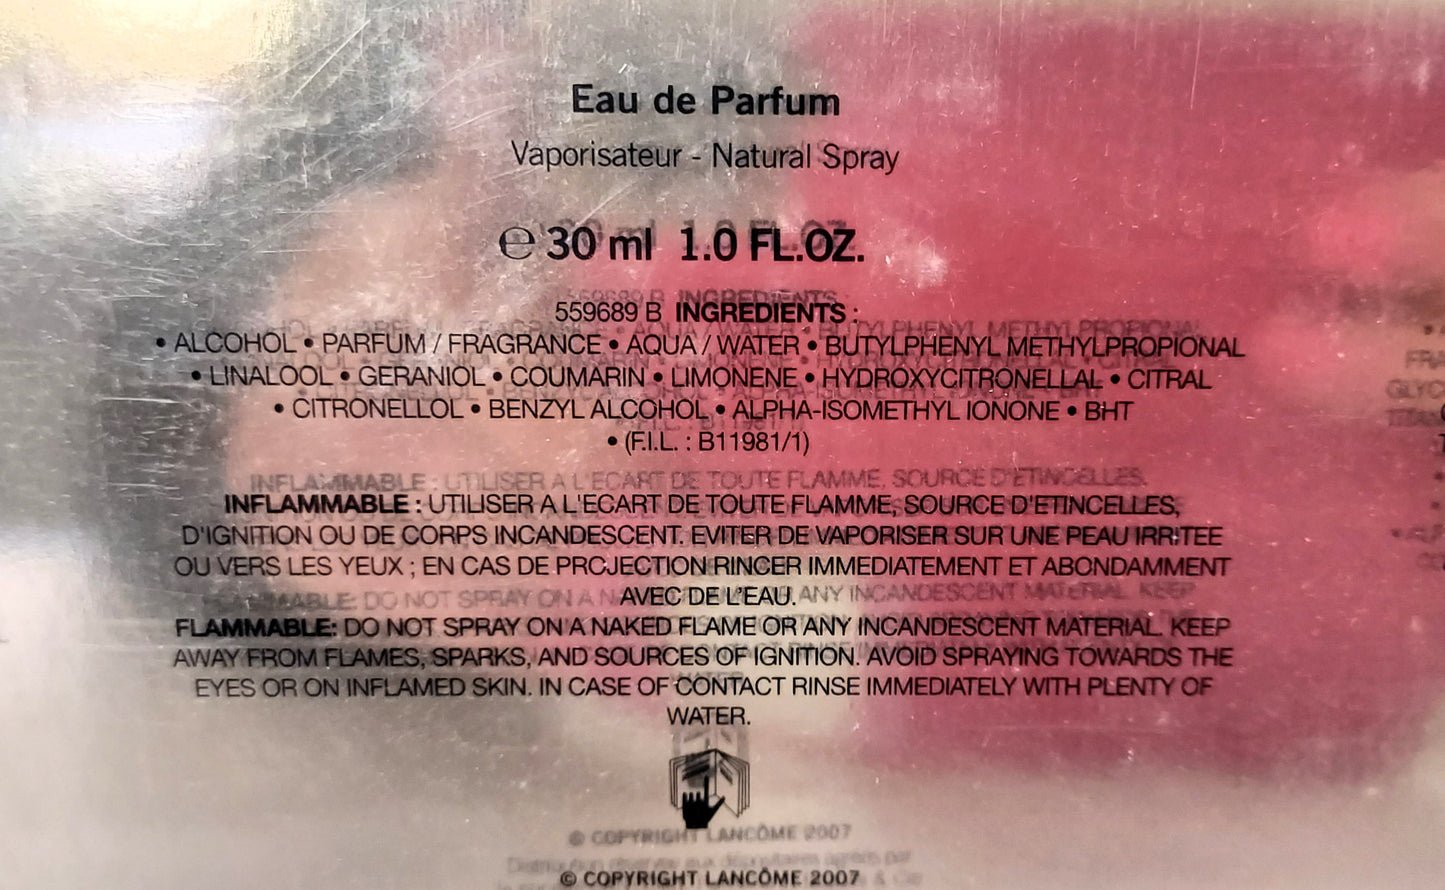 Eau de Parfum
Vaporisateur - Natural Spray
℮ 30 ml 1.0 FL.OZ.
559689 B INGREDIENTS :
• ALCOHOL • PARFUM / FRAGRANCE • AQUA / WATER • BUTYLPHENYL METHYLPROPIONAL
• LINALOOL • GERANIOL • COUMARIN • LIMONENE • HYDROXYCITRONELLAL • CITRAL
• CITRONELLOL • BENZYL ALCOHOL • ALPHA-ISOMETHYL IONONE • BHT
• (F.I.L. : B11981/1)
INFLAMMABLE : UTILISER A L'ECART DE TOUTE FLAMME, SOURCE D'ETINCELLES,
D'IGNITION OU DE CORPS INCANDESCENT. EVITER DE VAPORISER SUR UNE PEAU IRRITEE
OU VERS LES YEUX ; EN CAS DE PROJECTION RINCER IMMEDIATEMENT ET ABONDAMMENT
AVEC DE L'EAU.
FLAMMABLE: DO NOT SPRAY ON A NAKED FLAME OR ANY INCANDESCENT MATERIAL. KEEP
AWAY FROM FLAMES, SPARKS, AND SOURCES OF IGNITION. AVOID SPRAYING TOWARDS THE
EYES OR ON INFLAMED SKIN. IN CASE OF CONTACT RINSE IMMEDIATELY WITH PLENTY OF
WATER.
© COPYRIGHT LANCÔME 2007